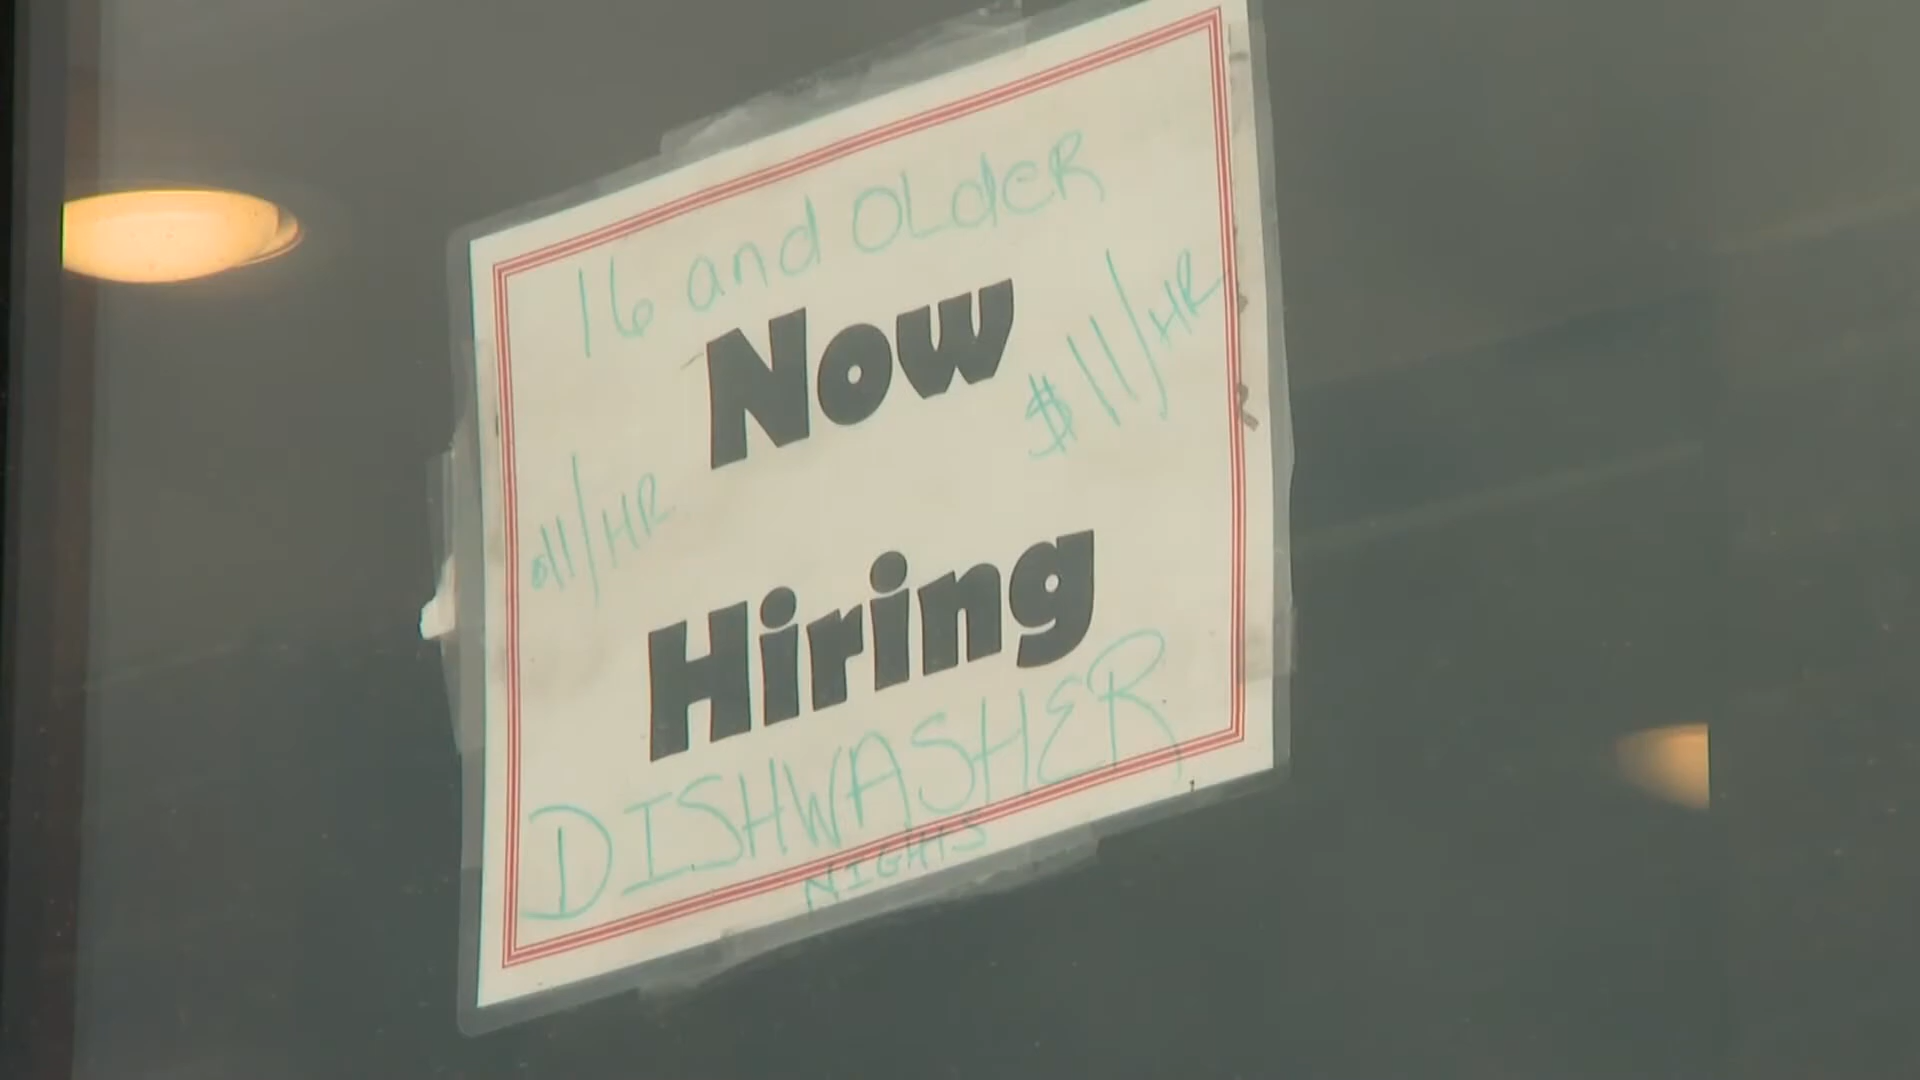 16 and OLdER
Now
$11/HR
$11/HR
Hiring
DISHWASHER
NIGHTS